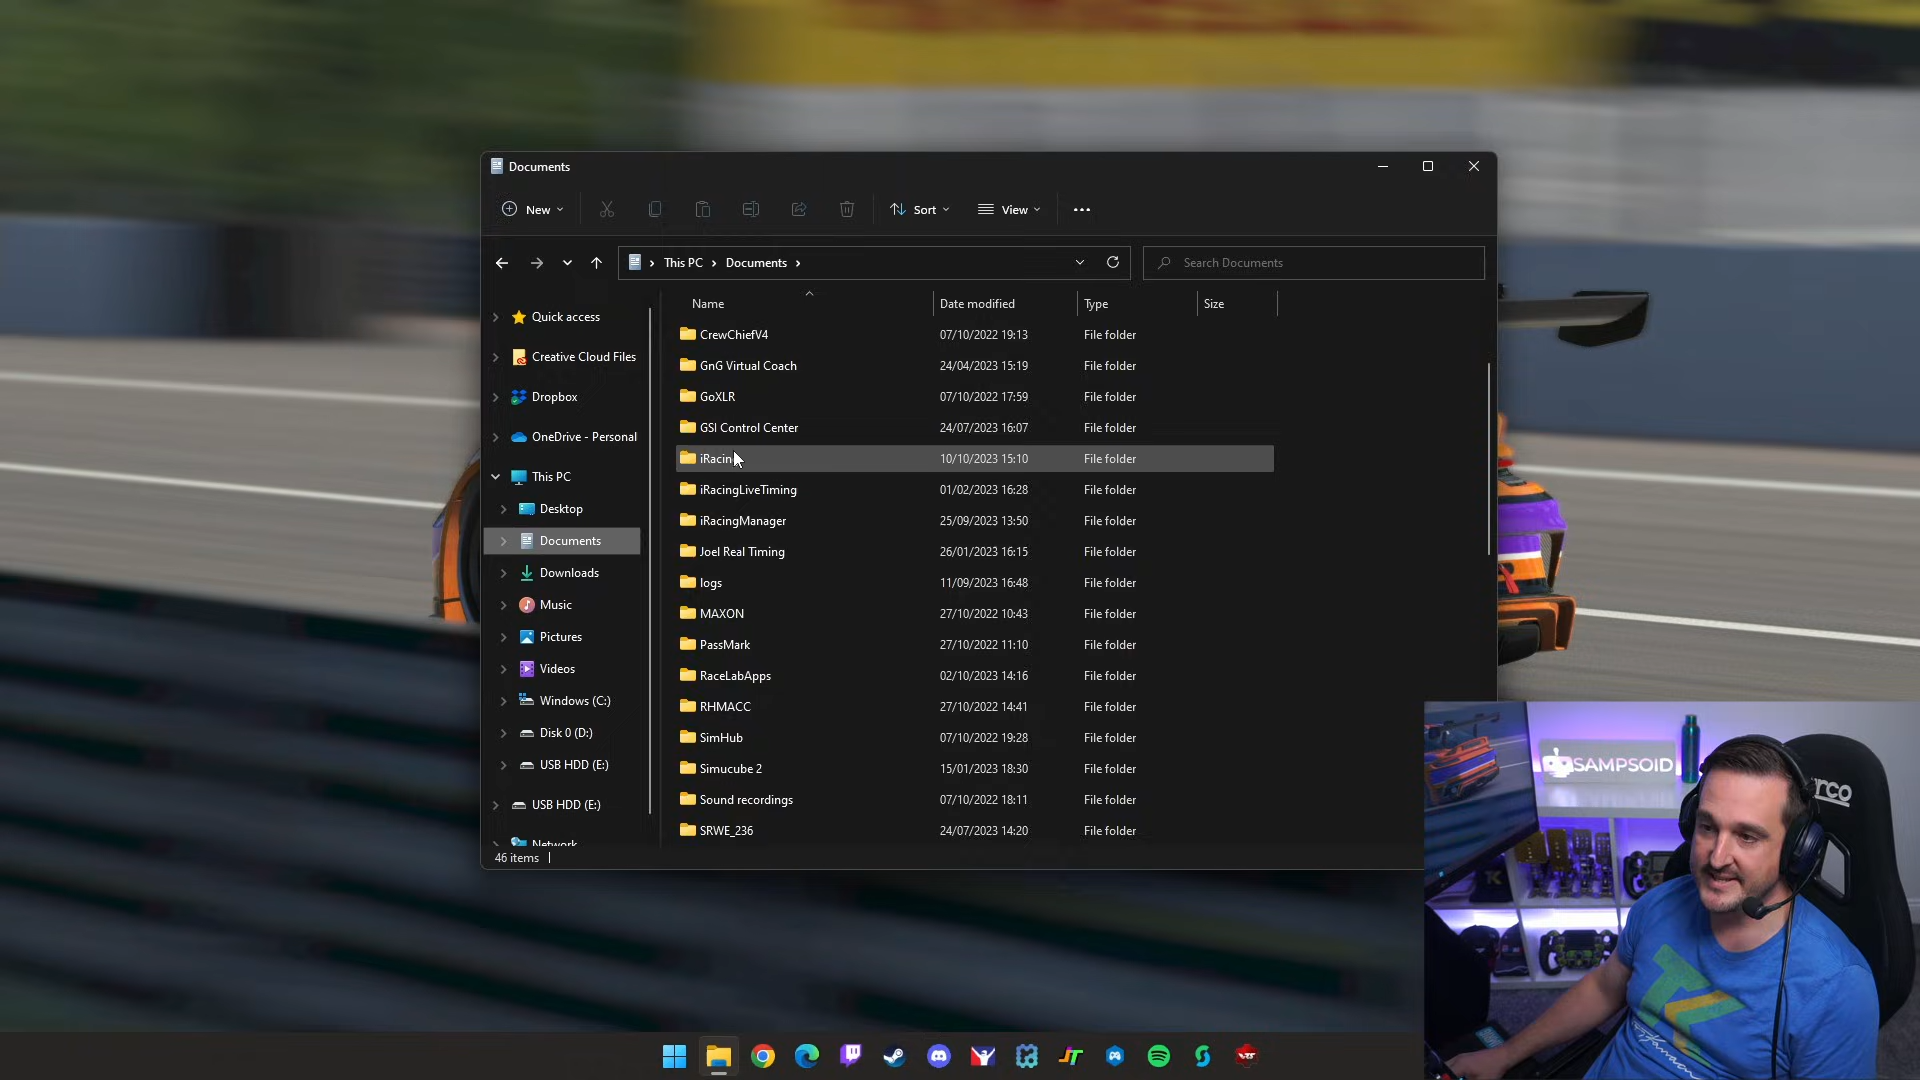 Documents
New
Sort
View
This PC
Documents
Search Documents
Name
Date modified
Type
Size
Quick access
Creative Cloud Files
Dropbox
OneDrive - Personal
This PC
Desktop
Documents
Downloads
Music
Pictures
Videos
Windows (C:)
Disk 0 (D:)
USB HDD (E:)
USB HDD (E:)
Network
CrewChiefV4 07/10/2022 19:13 File folder
GnG Virtual Coach 24/04/2023 15:19 File folder
GoXLR 07/10/2022 17:59 File folder
GSI Control Center 24/07/2023 16:07 File folder
iRacing 10/10/2023 15:10 File folder
iRacingLiveTiming 01/02/2023 16:28 File folder
iRacingManager 25/09/2023 13:50 File folder
Joel Real Timing 26/01/2023 16:15 File folder
logs 11/09/2023 16:48 File folder
MAXON 27/10/2022 10:43 File folder
PassMark 27/10/2022 11:10 File folder
RaceLabApps 02/10/2023 14:16 File folder
RHMACC 27/10/2022 14:41 File folder
SimHub 07/10/2022 19:28 File folder
Simucube 2 15/01/2023 18:30 File folder
Sound recordings 07/10/2022 18:11 File folder
SRWE_236 24/07/2023 14:20 File folder
46 items
SAMPSOID